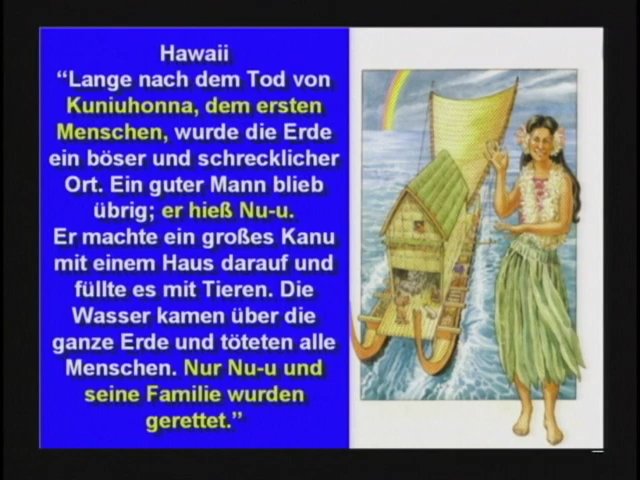 Hawaii
“Lange nach dem Tod von
Kuniuhonna, dem ersten
Menschen, wurde die Erde
ein böser und schrecklicher
Ort. Ein guter Mann blieb
übrig; er hieß Nu-u.
Er machte ein großes Kanu
mit einem Haus darauf und
füllte es mit Tieren. Die
Wasser kamen über die
ganze Erde und töteten alle
Menschen. Nur Nu-u und
seine Familie wurden
gerettet.”